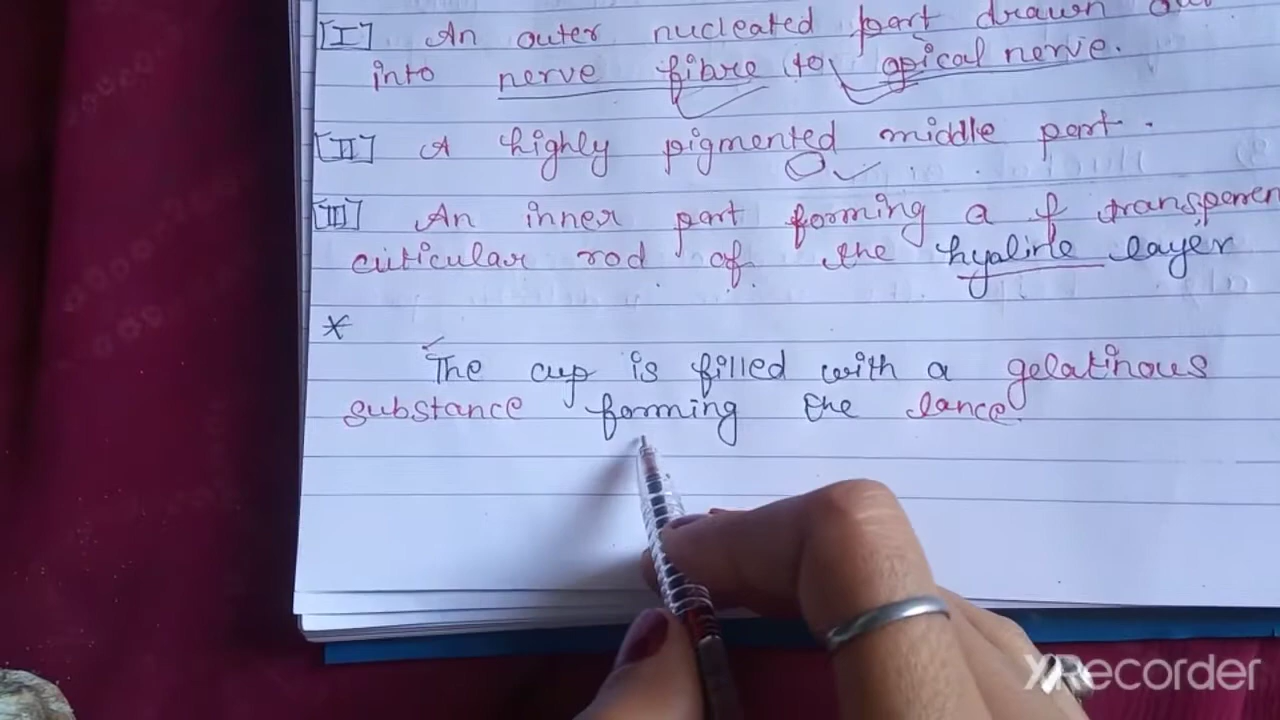 [I] An outer nucleated part drawn out
into nerve fibre to apical nerve.
[II] A highly pigmented middle part.
[III] An inner part forming a f transperen
cuticular rod of the hyaline layer
* The cup is filled with a gelatinous
substance forming the lance.
XRecorder